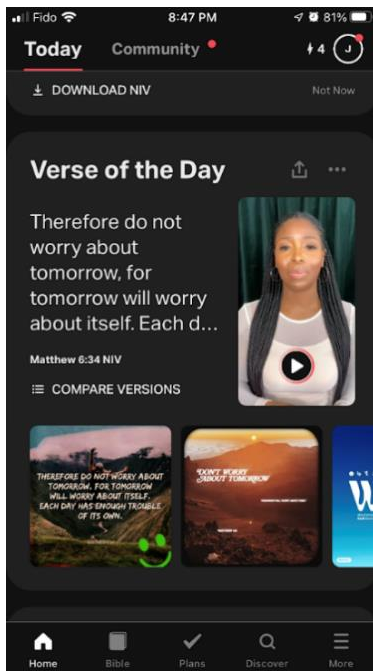 Fido 8:47 PM 81%
Today Community 4 J
DOWNLOAD NIV Not Now
Verse of the Day
Therefore do not
worry about
tomorrow, for
tomorrow will worry
about itself. Each d...
Matthew 6:34 NIV
COMPARE VERSIONS
THEREFORE DO NOT WORRY ABOUT
TOMORROW, FOR TOMORROW
WILL WORRY ABOUT ITSELF.
EACH DAY HAS ENOUGH TROUBLE
OF ITS OWN.
DON'T WORRY
ABOUT TOMORROW
W
Home Bible Plans Discover More